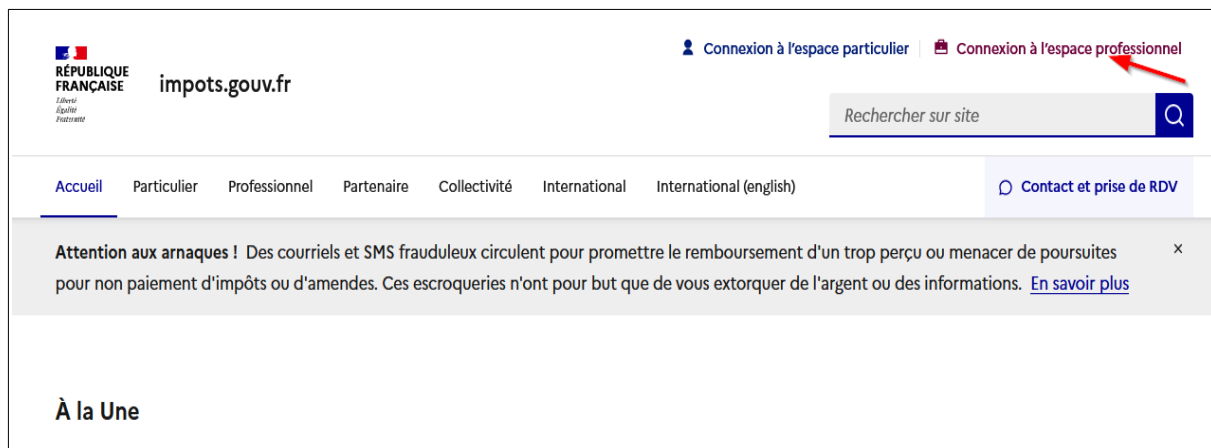 Connexion à l'espace particulier
Connexion à l'espace professionnel
RÉPUBLIQUE
FRANÇAISE
Liberté
Égalité
Fraternité
impots.gouv.fr
Rechercher sur site
Accueil Particulier Professionnel Partenaire Collectivité International International (english) Contact et prise de RDV
Attention aux arnaques ! Des courriels et SMS frauduleux circulent pour promettre le remboursement d'un trop perçu ou menacer de poursuites
pour non paiement d'impôts ou d'amendes. Ces escroqueries n'ont pour but que de vous extorquer de l'argent ou des informations. En savoir plus
À la Une